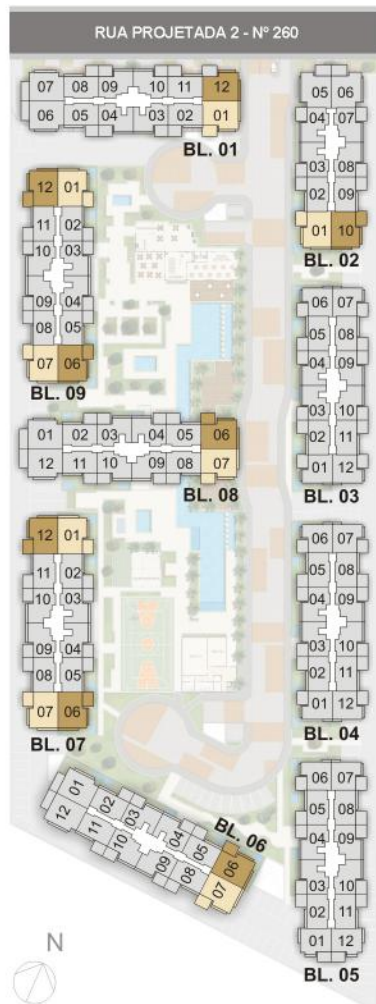 RUA PROJETADA 2 - Nº 260
07 08 09 10 11 12
06 05 04 03 02 01
BL. 01
05 06
04 07
03 08
02 09
01 10
BL. 02
12 01
11 02
10 03
09 04
08 05
07 06
BL. 09
06 07
05 08
04 09
03 10
02 11
01 12
BL. 03
01 02 03 04 05 06
12 11 10 09 08 07
BL. 08
12 01
11 02
10 03
09 04
08 05
07 06
BL. 07
06 07
05 08
04 09
03 10
02 11
01 12
BL. 04
01 02 03 04 05 06
12 11 10 09 08 07
BL. 06
06 07
05 08
04 09
03 10
02 11
01 12
BL. 05
N